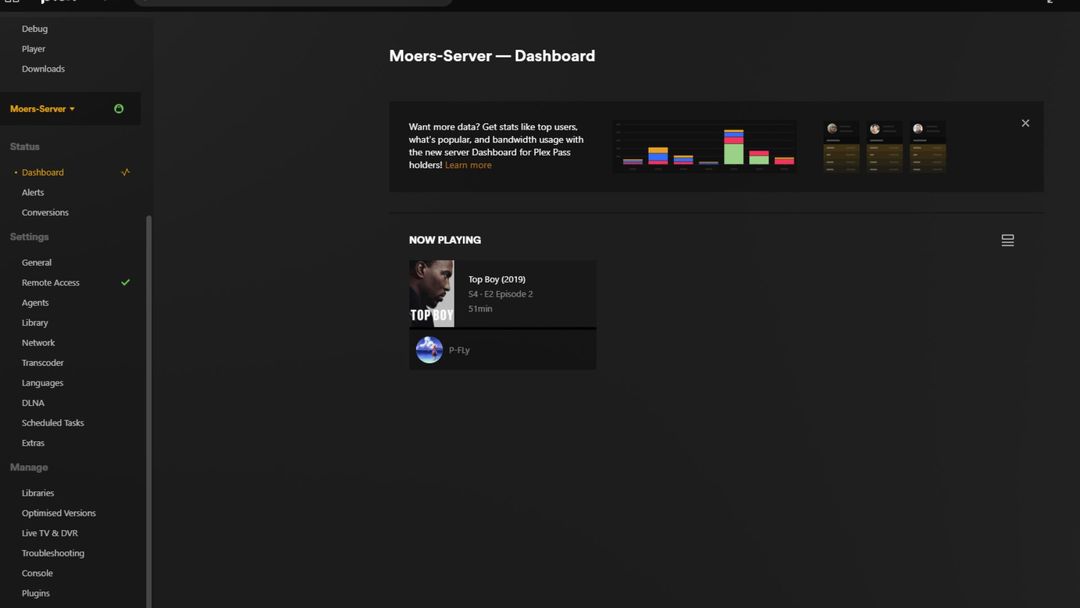 Debug
Player
Downloads
Moers-Server
Status
Dashboard
Alerts
Conversions
Settings
General
Remote Access
Agents
Library
Network
Transcoder
Languages
DLNA
Scheduled Tasks
Extras
Manage
Libraries
Optimised Versions
Live TV & DVR
Troubleshooting
Console
Plugins
Moers-Server — Dashboard
Want more data? Get stats like top users,
what's popular, and bandwidth usage with
the new server Dashboard for Plex Pass
holders! Learn more
NOW PLAYING
TOP BOY
Top Boy (2019)
S4 - E2 Episode 2
51min
P-FLy